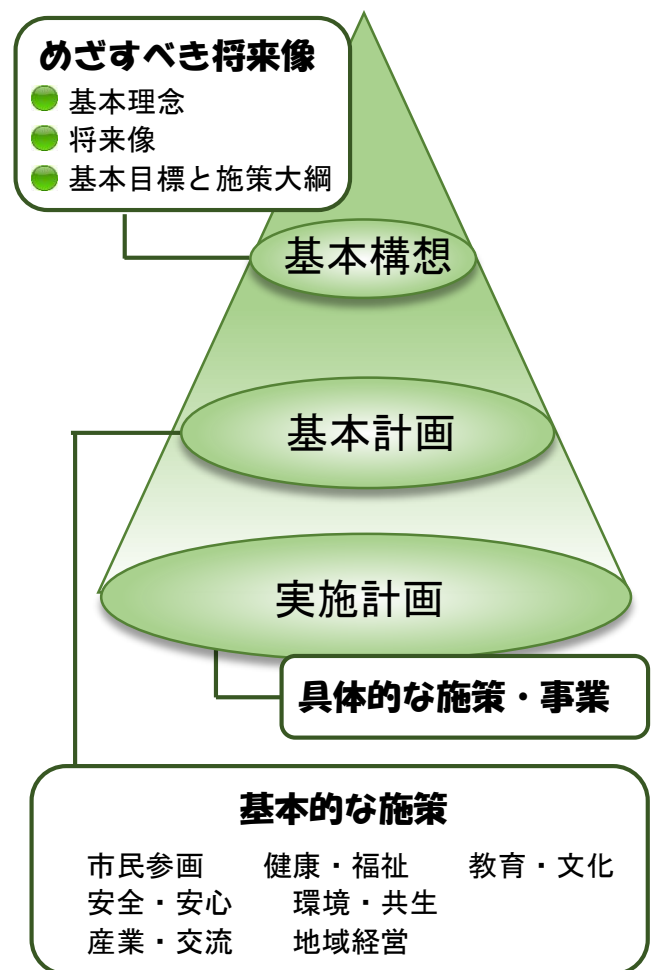 めざすべき将来像
基本理念
将来像
基本目標と施策大綱
基本構想
基本計画
実施計画
具体的な施策・事業
基本的な施策
市民参画 健康・福祉 教育・文化
安全・安心 環境・共生
産業・交流 地域経営